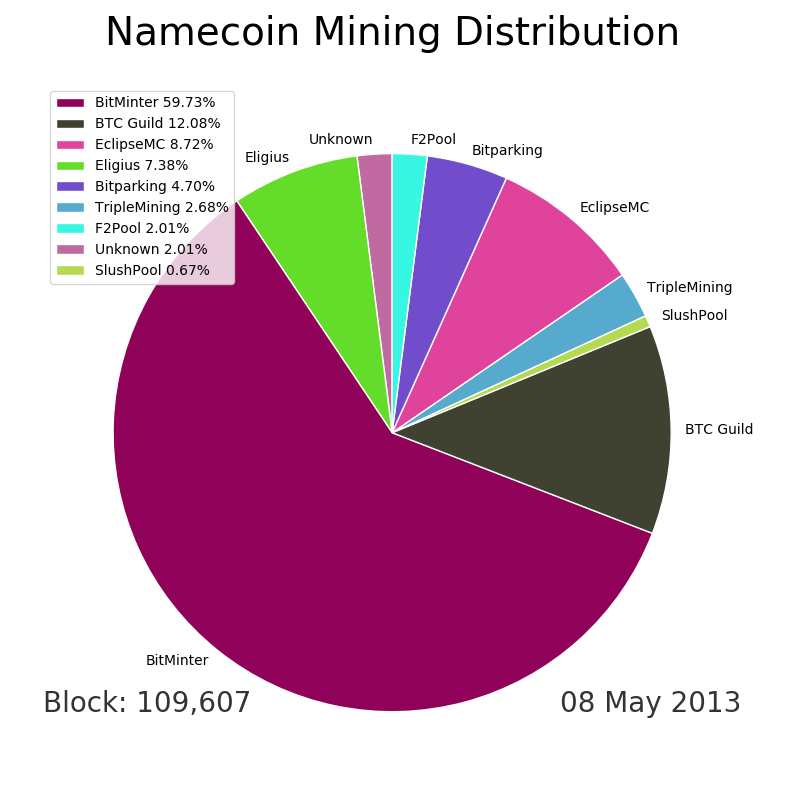 Namecoin Mining Distribution
BitMinter 59.73%
BTC Guild 12.08%
EclipseMC 8.72%
Eligius 7.38%
Bitparking 4.70%
TripleMining 2.68%
F2Pool 2.01%
Unknown 2.01%
SlushPool 0.67%
Unknown
F2Pool
Bitparking
Eligius
EclipseMC
TripleMining
SlushPool
BTC Guild
BitMinter
Block: 109,607
08 May 2013